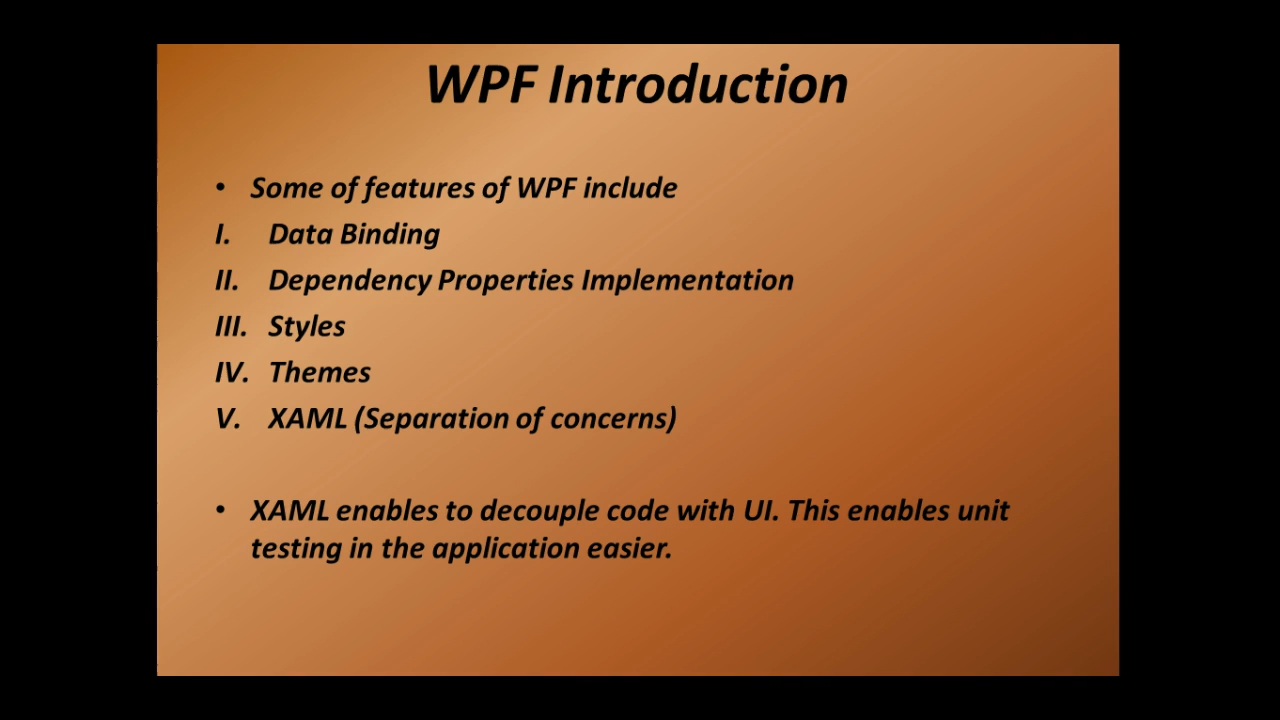 WPF Introduction
• Some of features of WPF include
I. Data Binding
II. Dependency Properties Implementation
III. Styles
IV. Themes
V. XAML (Separation of concerns)
• XAML enables to decouple code with UI. This enables unit
testing in the application easier.